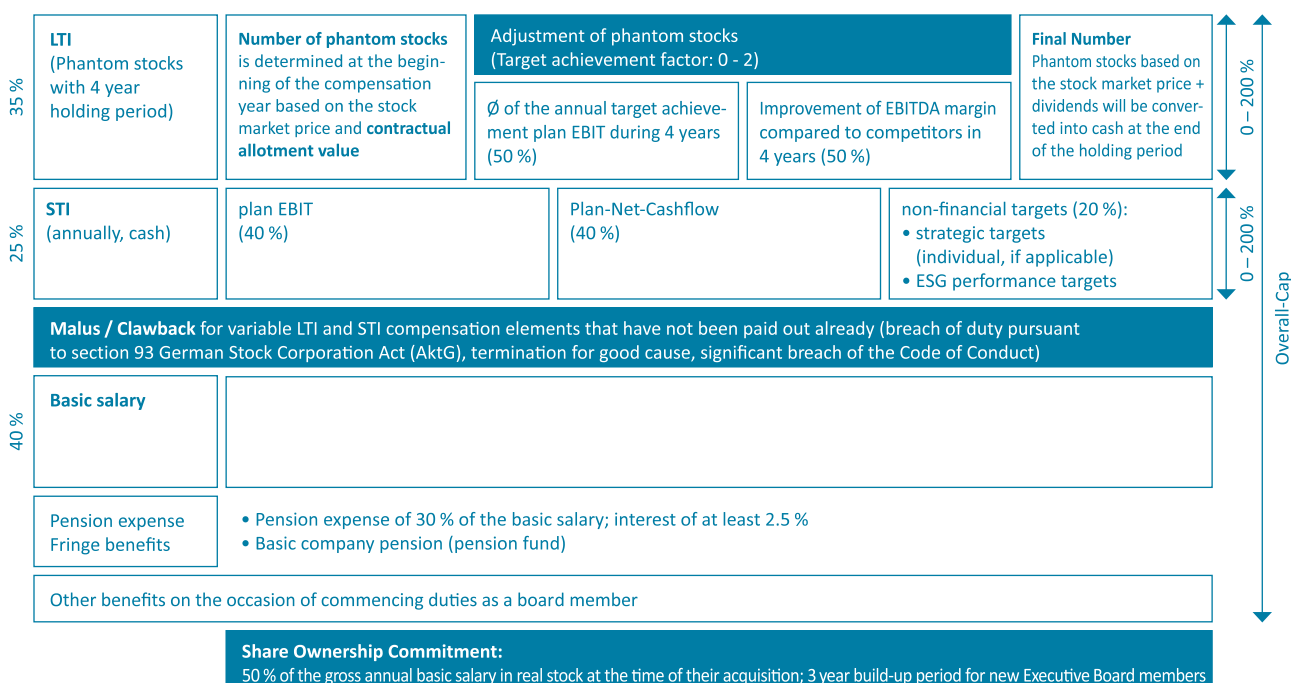 35 %
LTI
(Phantom stocks
with 4 year
holding period)
Number of phantom stocks
is determined at the begin-
ning of the compensation
year based on the stock
market price and contractual
allotment value
Adjustment of phantom stocks
(Target achievement factor: 0 - 2)
Ø of the annual target achieve-
ment plan EBIT during 4 years
(50 %)
Improvement of EBITDA margin
compared to competitors in
4 years (50 %)
Final Number
Phantom stocks based on
the stock market price +
dividends will be conver-
ted into cash at the end
of the holding period
0 – 200 %
25 %
STI
(annually, cash)
plan EBIT
(40 %)
Plan-Net-Cashflow
(40 %)
non-financial targets (20 %):
• strategic targets
(individual, if applicable)
• ESG performance targets
0 – 200 %
Overall-Cap
Malus / Clawback for variable LTI and STI compensation elements that have not been paid out already (breach of duty pursuant
to section 93 German Stock Corporation Act (AktG), termination for good cause, significant breach of the Code of Conduct)
40 %
Basic salary
Pension expense
Fringe benefits
• Pension expense of 30 % of the basic salary; interest of at least 2.5 %
• Basic company pension (pension fund)
Other benefits on the occasion of commencing duties as a board member
Share Ownership Commitment:
50 % of the gross annual basic salary in real stock at the time of their acquisition; 3 year build-up period for new Executive Board members